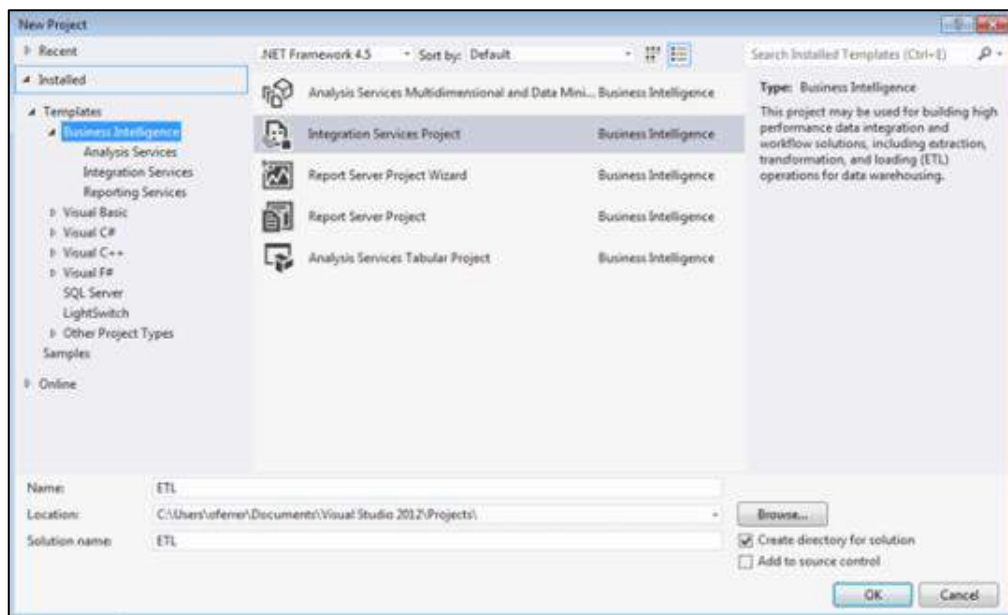 New Project
Recent
Installed
Templates
Business Intelligence
Analysis Services
Integration Services
Reporting Services
Visual Basic
Visual C#
Visual C++
Visual F#
SQL Server
LightSwitch
Other Project Types
Samples
Online
.NET Framework 4.5
Sort by: Default
Analysis Services Multidimensional and Data Mini... Business Intelligence
Integration Services Project Business Intelligence
Report Server Project Wizard Business Intelligence
Report Server Project Business Intelligence
Analysis Services Tabular Project Business Intelligence
Search Installed Templates (Ctrl+E)
Type: Business Intelligence
This project may be used for building high
performance data integration and
workflow solutions, including extraction,
transformation, and loading (ETL)
operations for data warehousing.
Name: ETL
Location: C:\Users\oferrer\Documents\Visual Studio 2012\Projects\
Solution name: ETL
Browse...
Create directory for solution
Add to source control
OK
Cancel